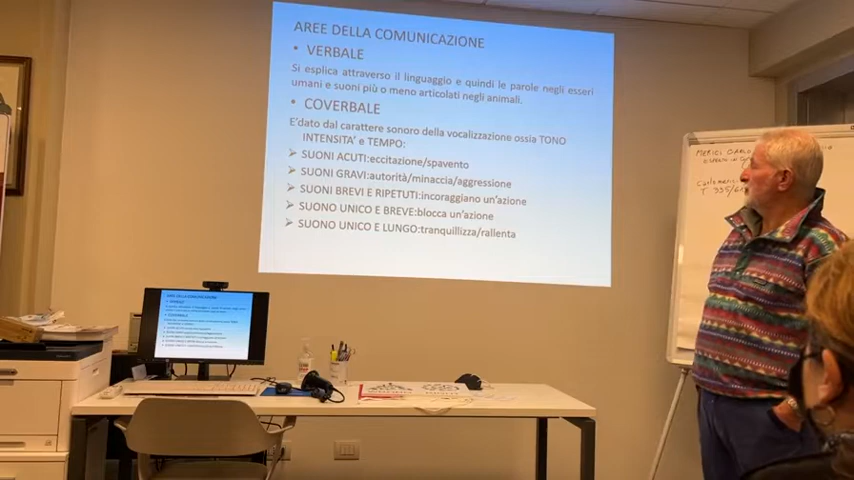 AREE DELLA COMUNICAZIONE
• VERBALE
Si esplica attraverso il linguaggio e quindi le parole negli esseri
umani e suoni più o meno articolati negli animali.
• COVERBALE
E'dato dal carattere sonoro della vocalizzazione ossia TONO
INTENSITA' e TEMPO:
➢ SUONI ACUTI:eccitazione/spavento
➢ SUONI GRAVI:autorità/minaccia/aggressione
➢ SUONI BREVI E RIPETUTI:incoraggiano un'azione
➢ SUONO UNICO E BREVE:blocca un'azione
➢ SUONO UNICO E LUNGO:tranquillizza/rallenta